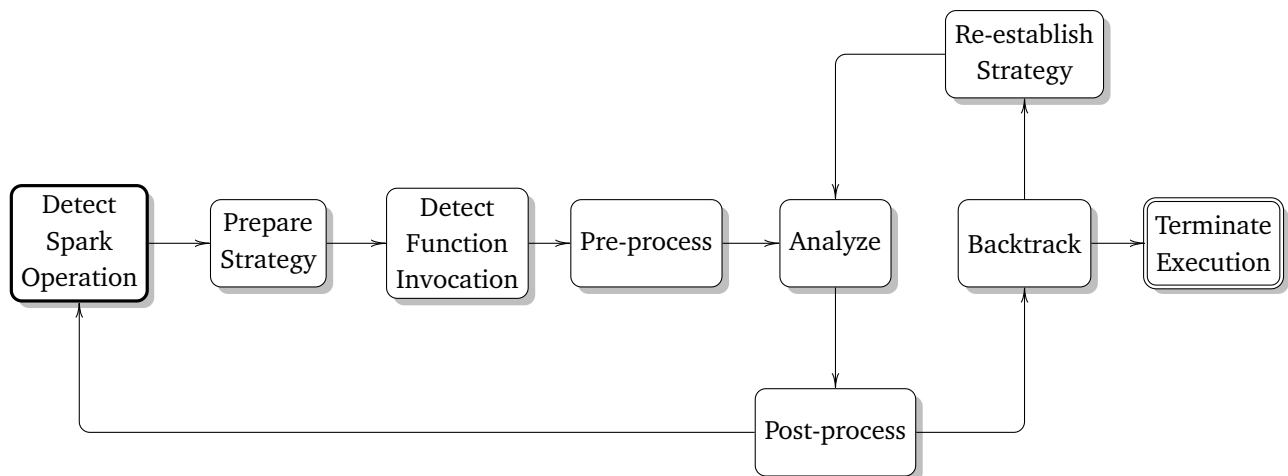 Re-establish
Strategy
Detect
Spark
Operation
Prepare
Strategy
Detect
Function
Invocation
Pre-process
Analyze
Backtrack
Terminate
Execution
Post-process